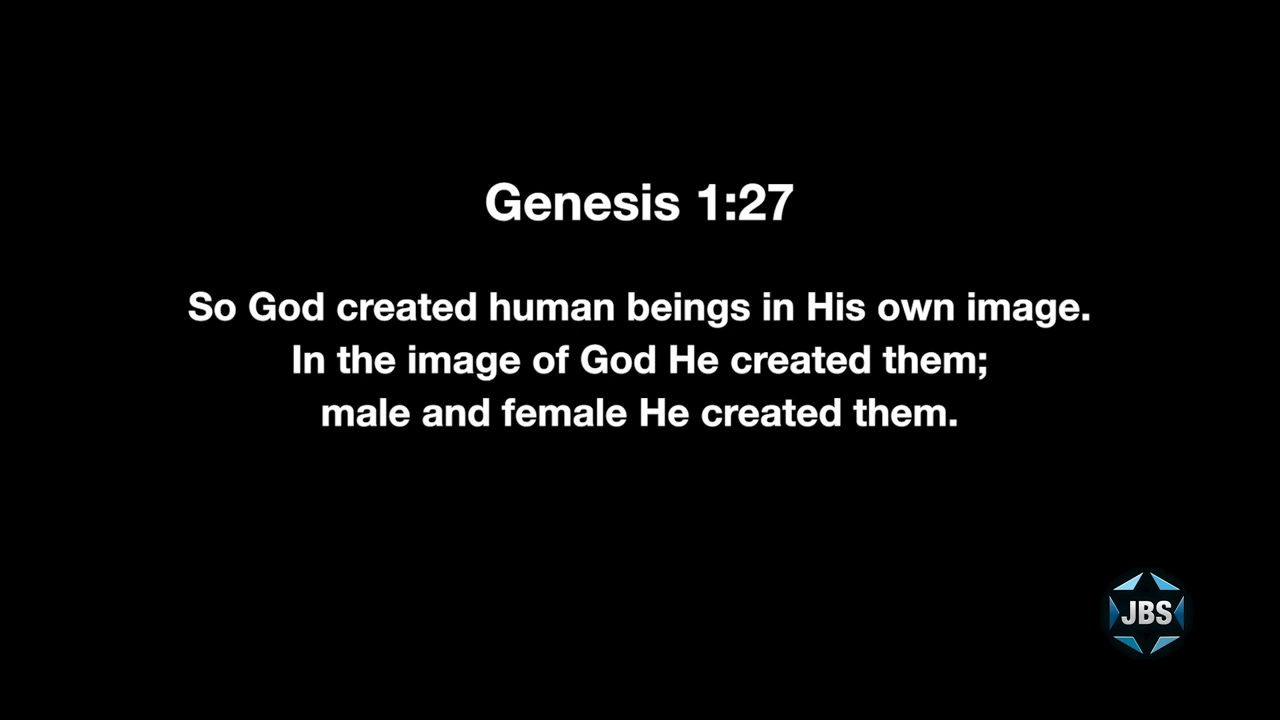 Genesis 1:27
So God created human beings in His own image.
In the image of God He created them;
male and female He created them.
JBS